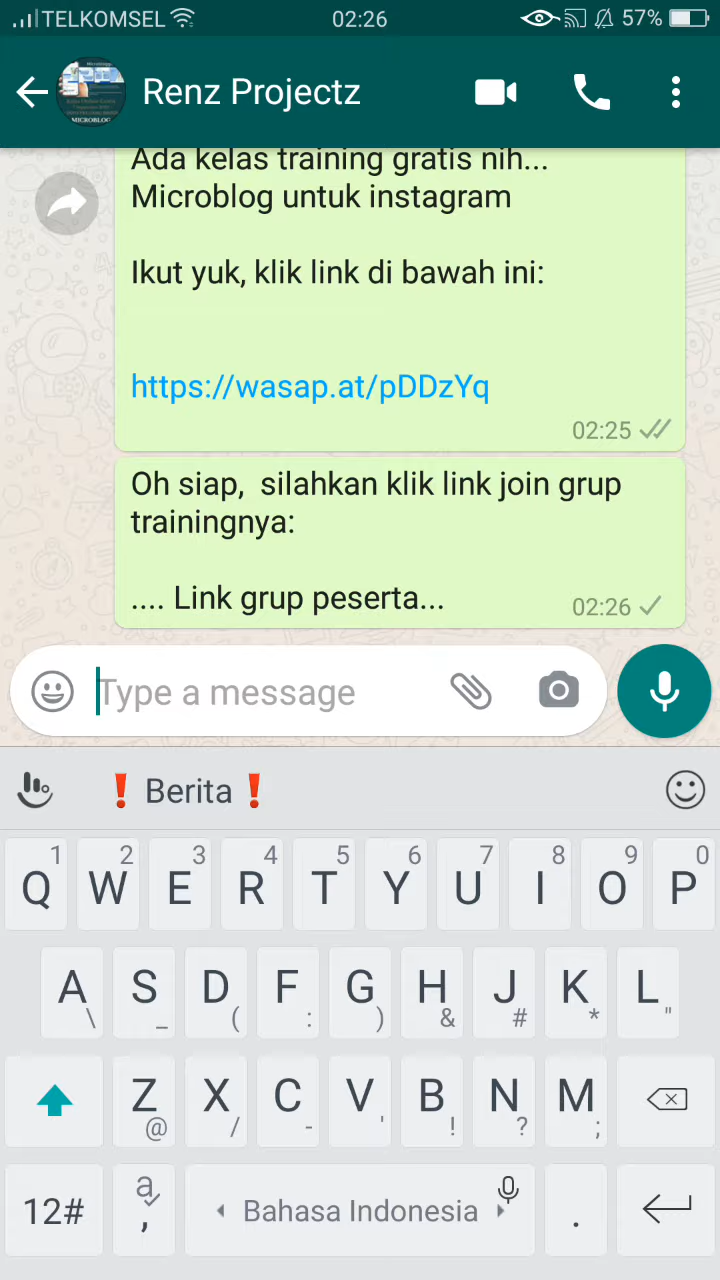 TELKOMSEL 02:26 57%
Renz Projectz
MICROBLOG
Ada kelas training gratis nih...
Microblog untuk instagram
Ikut yuk, klik link di bawah ini:
https://wasap.at/pDDzYq
02:25
Oh siap, silahkan klik link join grup
trainingnya:
.... Link grup peserta...
02:26
Type a message
❗ Berita ❗
1 2 3 4 5 6 7 8 9 0
Q W E R T Y U I O P
A S D F G H J K L
\ _ ( : ) & # * "
Z X C V B N M
@ / - ' ! ? ;
12# a , Bahasa Indonesia .